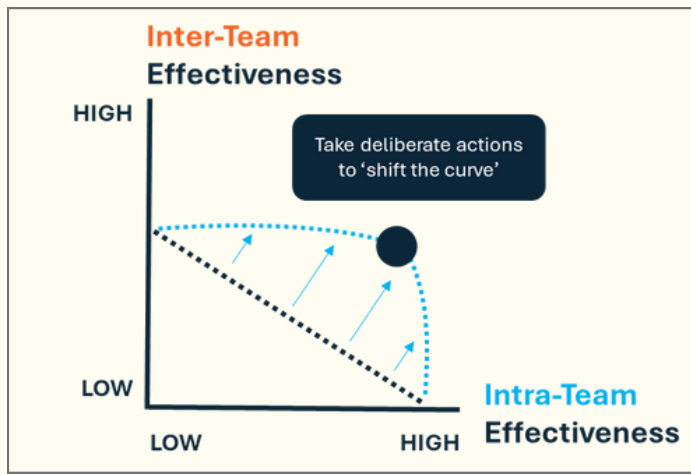 Inter-Team
Effectiveness
HIGH
Take deliberate actions
to ‘shift the curve’
LOW
LOW
HIGH
Intra-Team
Effectiveness